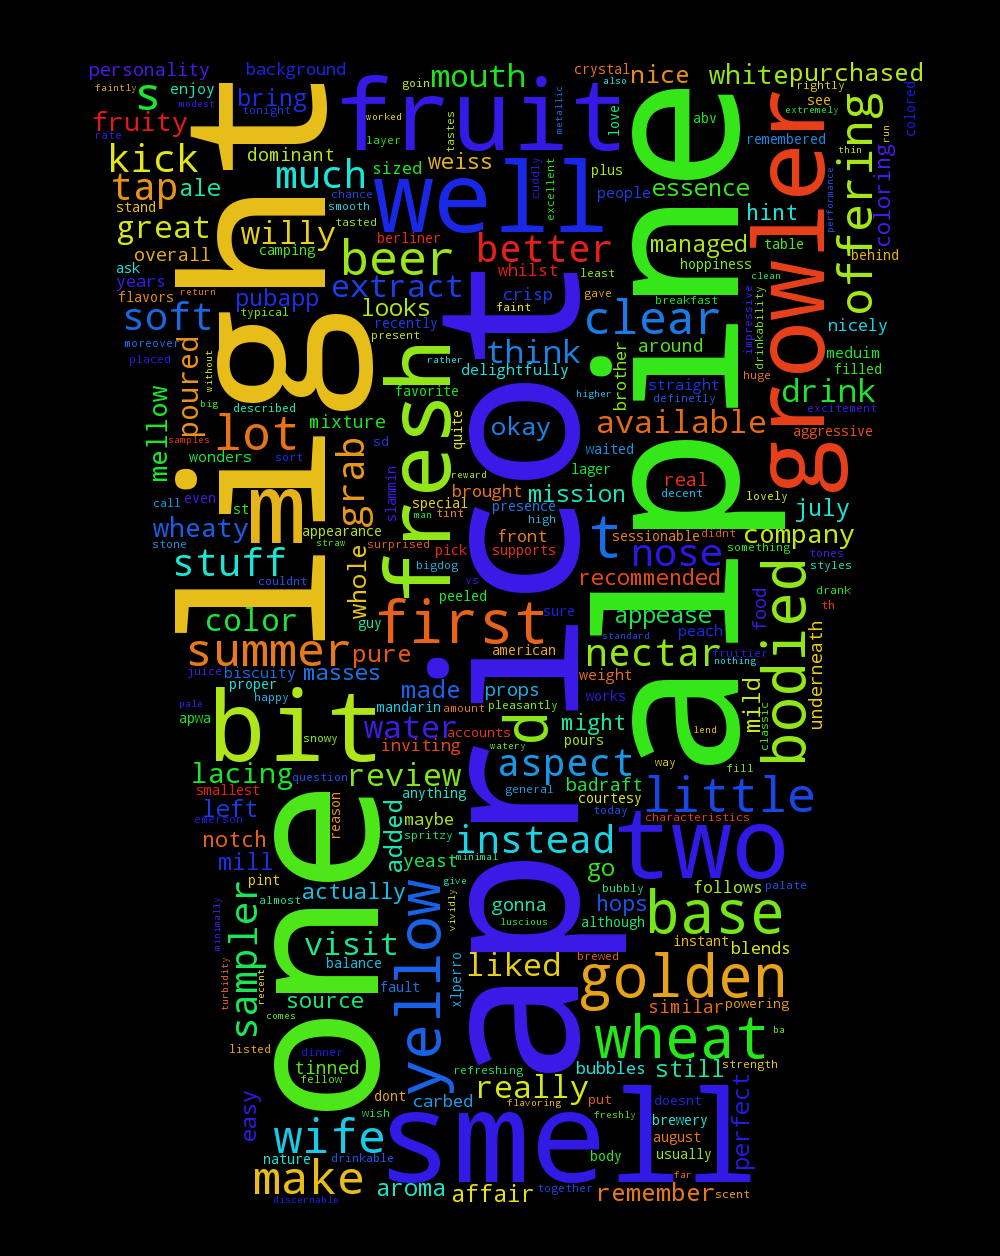 personality
background
goin
mouth
crystal
also
nice
white
purchased
faintly
s
enjoy
modest
bring
tonight
fruit
worked
tastes
metallic
love
abv
rightly
see
extremely
colored
fruity
rate
light
layer
alpine
remembered
growler
offering
run
thin
kick
dominant
much
sized
weiss
well
cuddly
excellent
plus
people
essence
performance
coloring
tap
ale
chance
smooth
stand
tasted
great
willy
berliner
better
managed
hint
table
behind
overall
camping
beer
whilst
least
hoppiness
clean
ask
years
return
flavors
pubapp
extract
crisp
gave
breakfast
impressive
drinkability
soft
typical
looks
recently
faint
clear
nicely
moreover
present
think
around
meduim
placed
poured
without
fresh
rather
delightfully
brother
straight
huge
filled
mellow
big
described
favorite
higher
definetly
drink
excitement
lot
mixture
quite
okay
available
aggressive
samples
wonders
sort
sd
grab
apricot
waited
lager
reward
real
decent
lovely
call
even
st
m
slammin
special
brought
presence
mission
july
wheaty
appearance
man
tint
high
stone
straw
surprised
pick
front
supports
t
sessionable
didnt
company
something
tones
stuff
couldnt
whole
bigdog
ys
nose
recommended
styles
peeled
bodied
drank
color
guy
first
sure
appease
food
th
standard
peach
underneath
summer
pure
american
nectar
fruitier
nothing
juice
biscuity
masses
weight
proper
happy
made
props
works
mild
classic
pale
apwa
bit
mandarin
amount
pleasantly
d
might
snowy
water
accounts
inviting
watery
pours
lend
lacing
question
review
aspect
way
fill
smallest
general
badraft
left
reason
anything
courtesy
little
emerson
one
added
maybe
today
characteristics
notch
spritzy
instead
two
mill
yeast
minimal
go
pint
actually
give
bubbly
follows
palate
almost
sampler
yellow
vividly
gonna
luscious
hops
although
base
minimally
visit
instant
blends
balance
liked
brewed
turbidity
recent
source
fault
xlperro
golden
similar
powering
comes
wheat
ba
listed
dinner
tinned
fellow
refreshing
bubbles
still
strength
really
easy
dont
carbed
flavoring
put
doesnt
perfect
wish
smell
freshly
brewery
wife
august
nature
drinkable
body
usually
make
aroma
affair
together
far
remember
scent
discernable